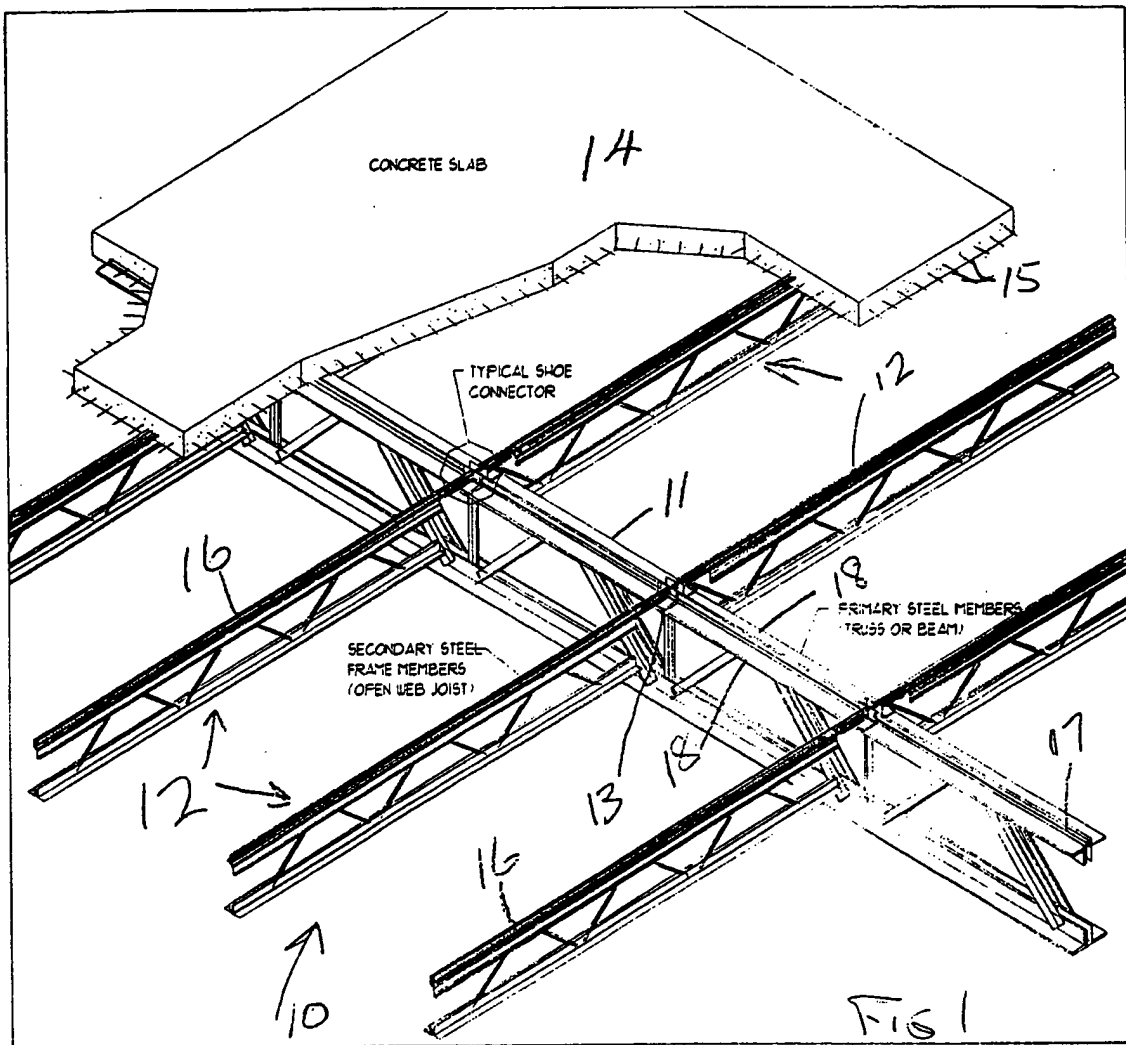 CONCRETE SLAB
14
15
TYPICAL SHOE
CONNECTOR
12
11
16
18
PRIMARY STEEL MEMBERS
(TRUSS OR BEAM)
SECONDARY STEEL
FRAME MEMBERS
(OPEN WEB JOIST)
12
13
18
17
16
10
FIG 1